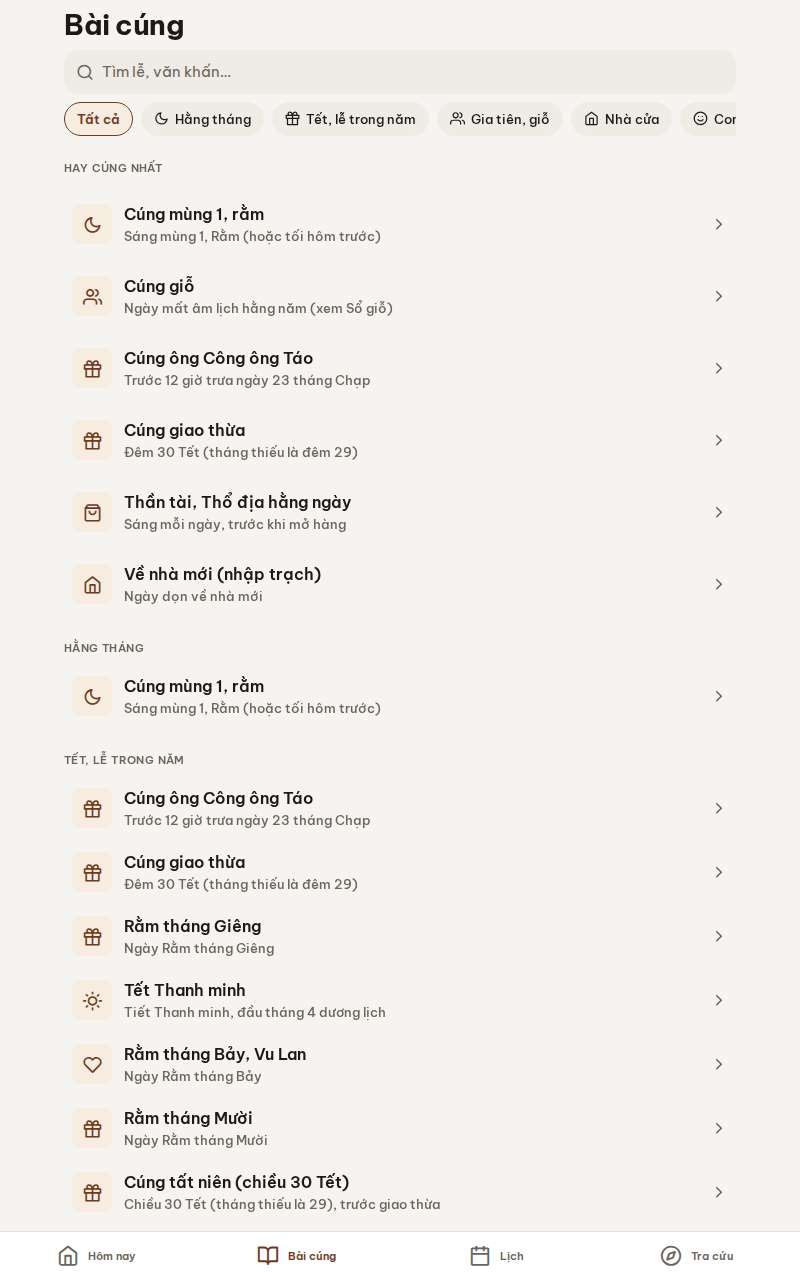 Bài cúng
Tìm lễ, văn khấn...
Tất cả
Hằng tháng
Tết, lễ trong năm
Gia tiên, giỗ
Nhà cửa
HAY CÚNG NHẤT
Cúng mùng 1, rằm
Sáng mùng 1, Rằm (hoặc tối hôm trước)
Cúng giỗ
Ngày mất âm lịch hằng năm (xem Sổ giỗ)
Cúng ông Công ông Táo
Trước 12 giờ trưa ngày 23 tháng Chạp
Cúng giao thừa
Đêm 30 Tết (tháng thiếu là đêm 29)
Thần tài, Thổ địa hằng ngày
Sáng mỗi ngày, trước khi mở hàng
Về nhà mới (nhập trạch)
Ngày dọn về nhà mới
HẰNG THÁNG
Cúng mùng 1, rằm
Sáng mùng 1, Rằm (hoặc tối hôm trước)
TẾT, LỄ TRONG NĂM
Cúng ông Công ông Táo
Trước 12 giờ trưa ngày 23 tháng Chạp
Cúng giao thừa
Đêm 30 Tết (tháng thiếu là đêm 29)
Rằm tháng Giêng
Ngày Rằm tháng Giêng
Tết Thanh minh
Tiết Thanh minh, đầu tháng 4 dương lịch
Rằm tháng Bảy, Vu Lan
Ngày Rằm tháng Bảy
Rằm tháng Mười
Ngày Rằm tháng Mười
Cúng tất niên (chiều 30 Tết)
Chiều 30 Tết (tháng thiếu là 29), trước giao thừa
Hôm nay
Bài cúng
Lịch
Tra cứu